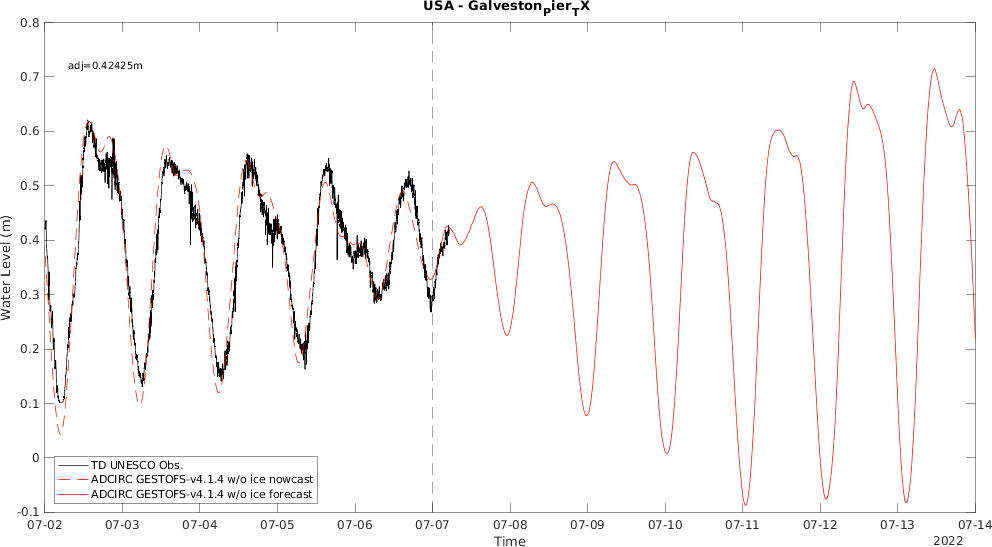 USA - Galveston_Pier_TX
adj=0.42425m
0.8
0.7
0.6
0.5
0.4
0.3
0.2
0.1
0
-0.1
Water Level (m)
TD UNESCO Obs.
ADCIRC GESTOFS-v4.1.4 w/o ice nowcast
ADCIRC GESTOFS-v4.1.4 w/o ice forecast
07-02 07-03 07-04 07-05 07-06 07-07 07-08 07-09 07-10 07-11 07-12 07-13 07-14
Time
2022